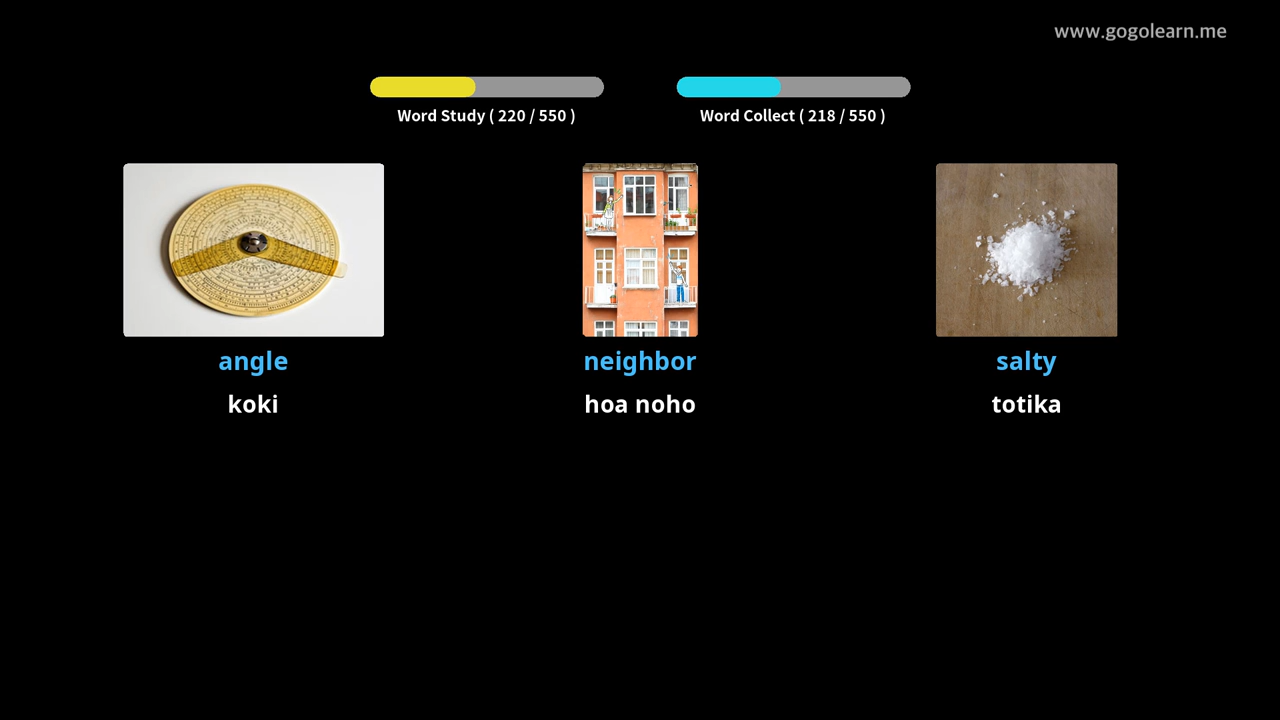 www.gogolearn.me
Word Study ( 220 / 550 )
Word Collect ( 218 / 550 )
angle
neighbor
salty
koki
hoa noho
totika